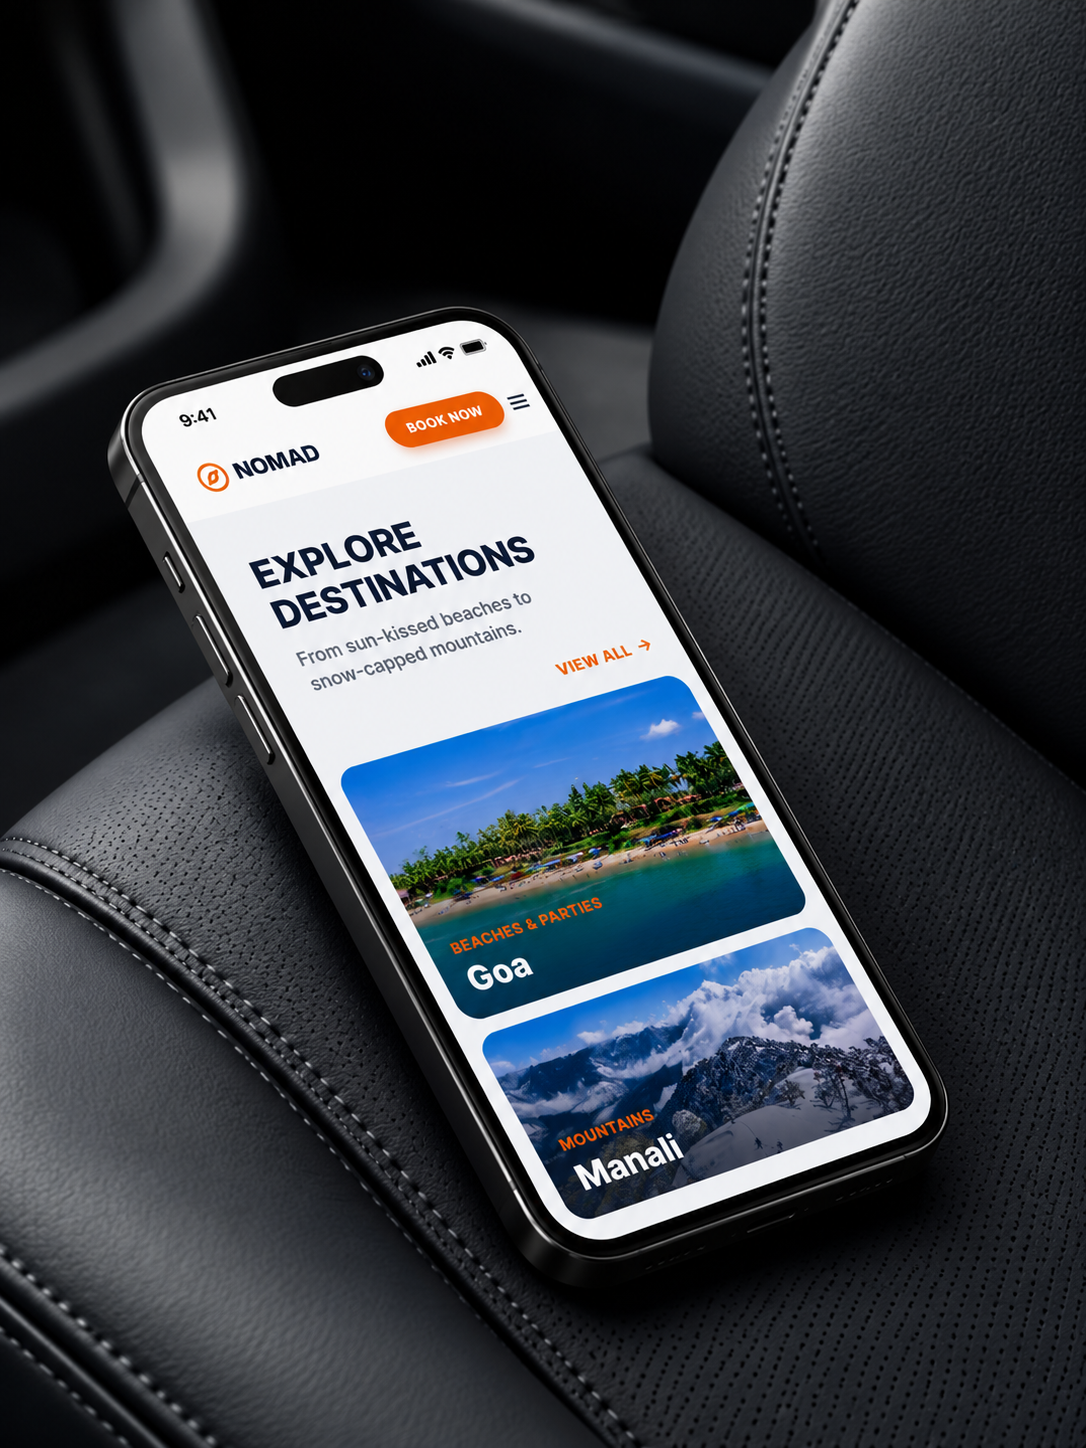 9:41
NOMAD
BOOK NOW
EXPLORE
DESTINATIONS
From sun-kissed beaches to
snow-capped mountains.
VIEW ALL →
BEACHES & PARTIES
Goa
MOUNTAINS
Manali